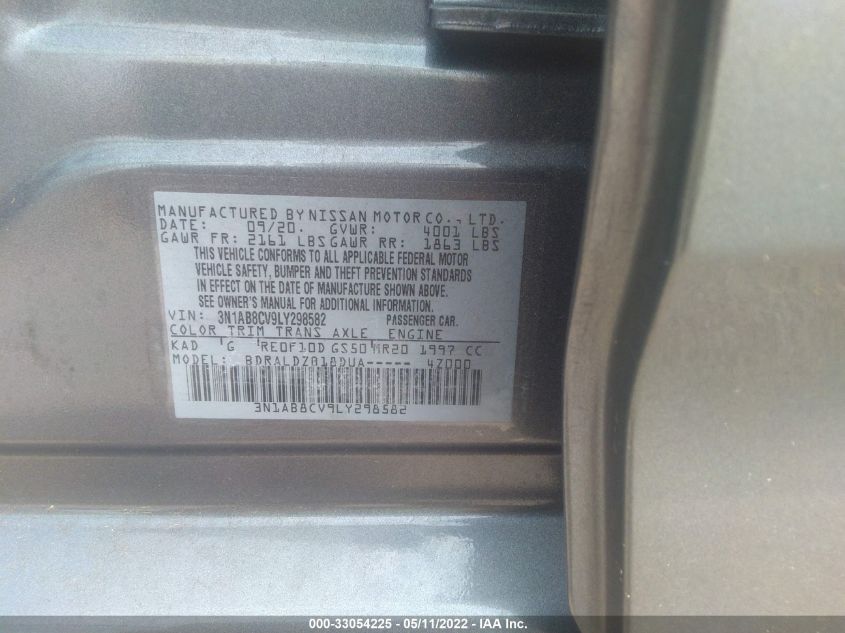 MANUFACTURED BY NISSAN MOTOR CO., LTD.
DATE: 09/20. GVWR: 4001 LBS
GAWR FR: 2161 LBS GAWR RR: 1863 LBS
THIS VEHICLE CONFORMS TO ALL APPLICABLE FEDERAL MOTOR
VEHICLE SAFETY, BUMPER AND THEFT PREVENTION STANDARDS
IN EFFECT ON THE DATE OF MANUFACTURE SHOWN ABOVE.
SEE OWNER'S MANUAL FOR ADDITIONAL INFORMATION.
VIN: 3N1AB8CV9LY298582 PASSENGER CAR.
COLOR TRIM TRANS AXLE ENGINE
KAD G RE0F10D GS50 MR20 1997 CC
MODEL: BDRALDZA18DUA----- 4Z000
3N1AB8CV9LY298582
000-33054225 - 05/11/2022 - IAA Inc.